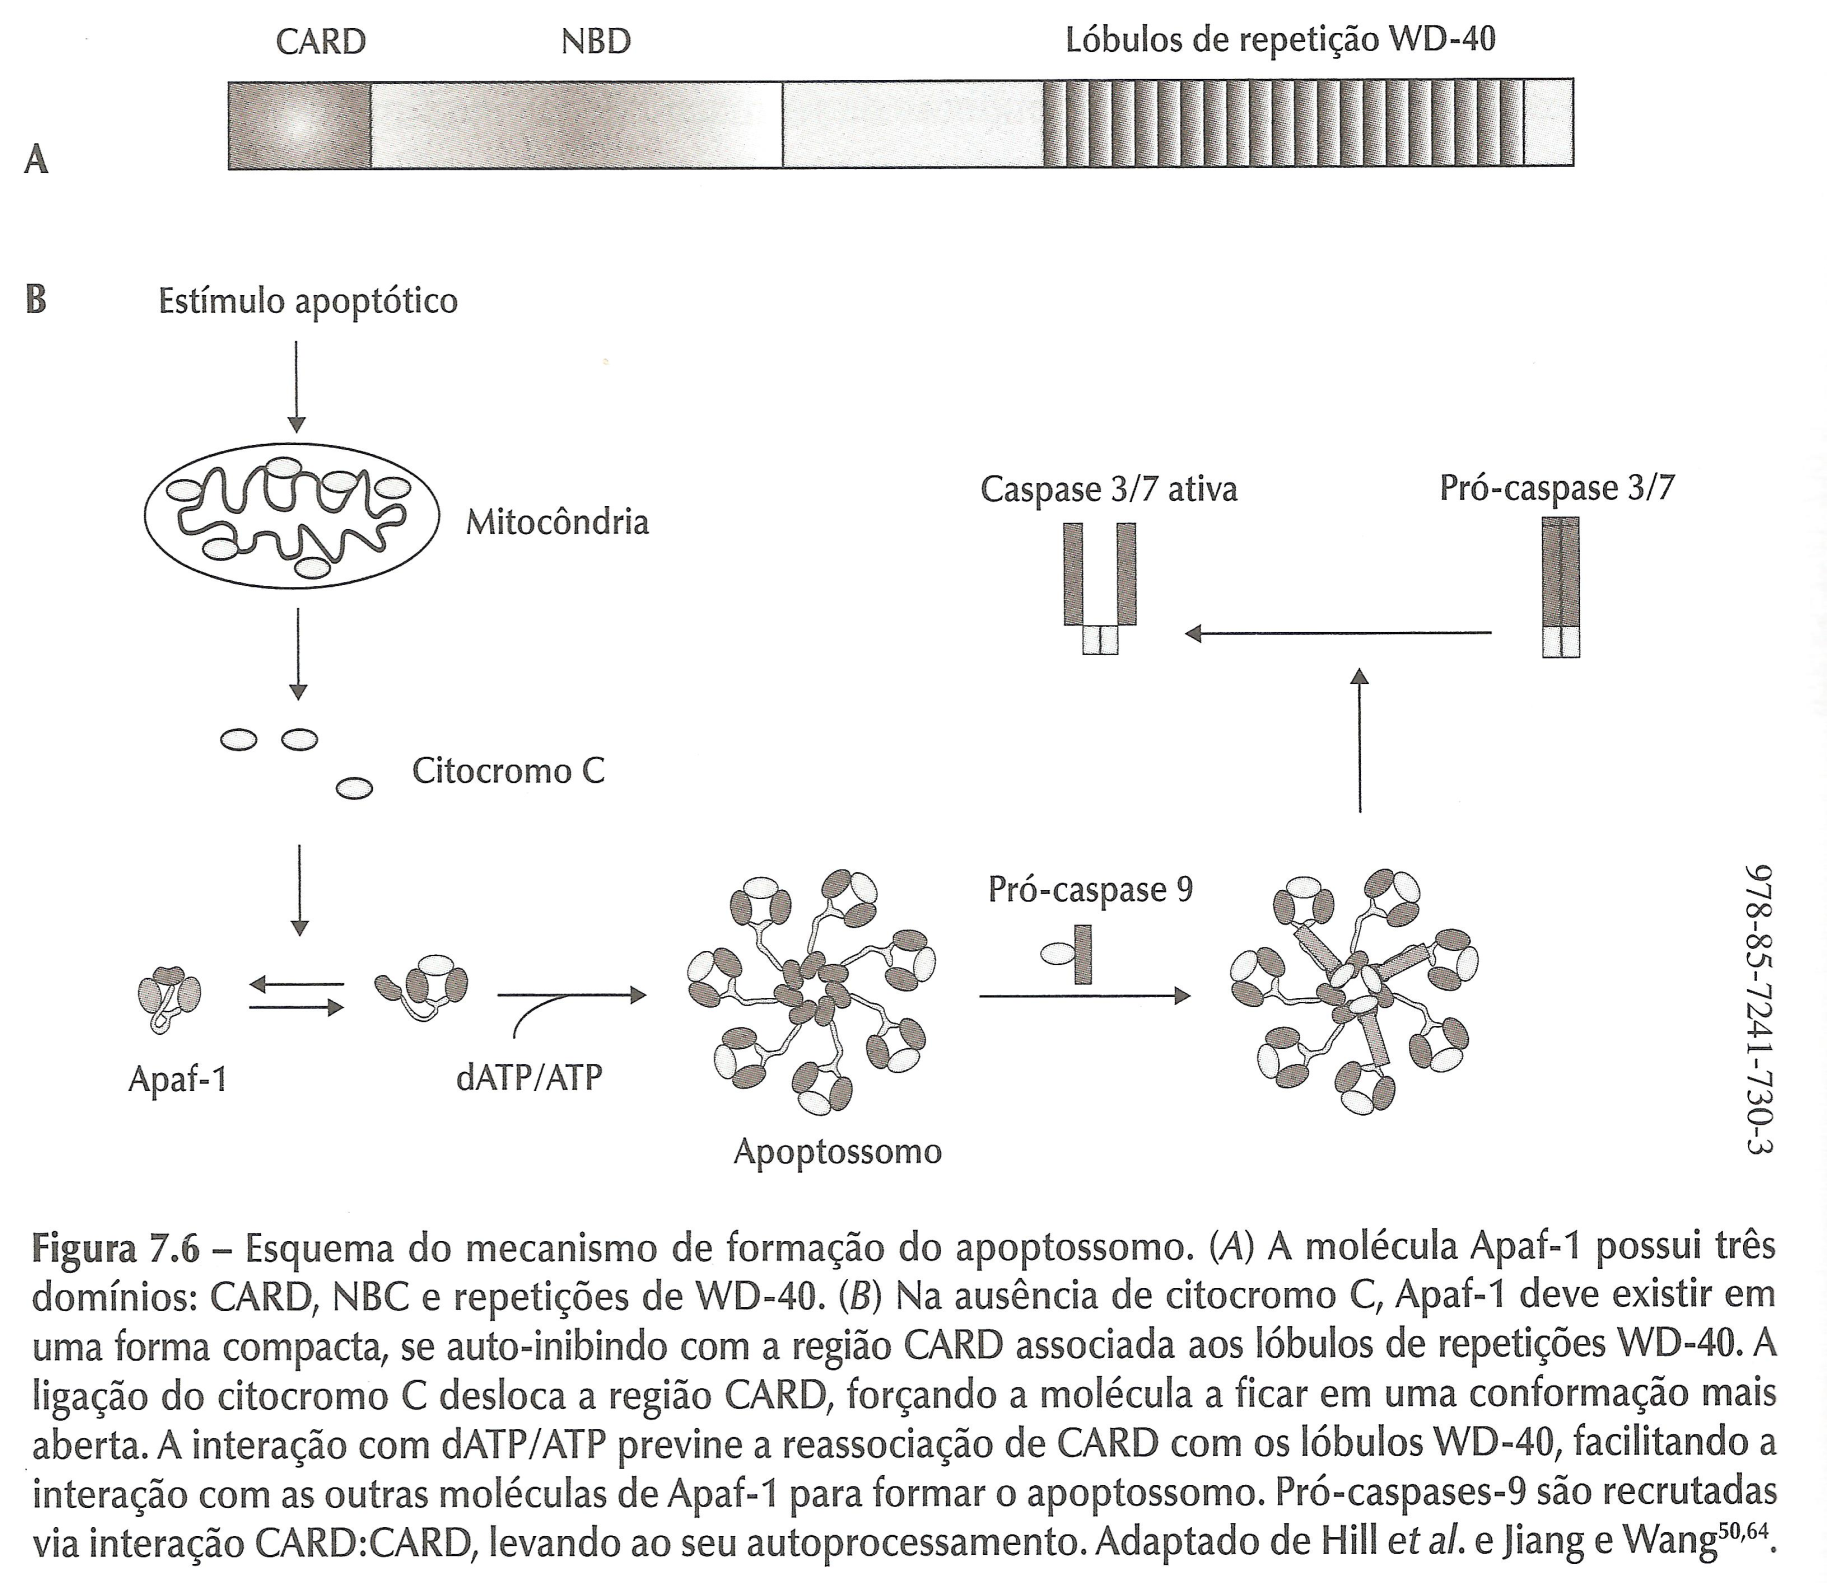 CARD NBD Lóbulos de repetição WD-40
A
B Estímulo apoptótico
Caspase 3/7 ativa Pró-caspase 3/7
Mitocôndria
Citocromo C
Pró-caspase 9
Apaf-1 dATP/ATP
Apoptossomo
978-85-7241-730-3
Figura 7.6 – Esquema do mecanismo de formação do apoptossomo. (A) A molécula Apaf-1 possui três
domínios: CARD, NBC e repetições de WD-40. (B) Na ausência de citocromo C, Apaf-1 deve existir em
uma forma compacta, se auto-inibindo com a região CARD associada aos lóbulos de repetições WD-40. A
ligação do citocromo C desloca a região CARD, forçando a molécula a ficar em uma conformação mais
aberta. A interação com dATP/ATP previne a reassociação de CARD com os lóbulos WD-40, facilitando a
interação com as outras moléculas de Apaf-1 para formar o apoptossomo. Pró-caspases-9 são recrutadas
via interação CARD:CARD, levando ao seu autoprocessamento. Adaptado de Hill et al. e Jiang e Wang50,64.